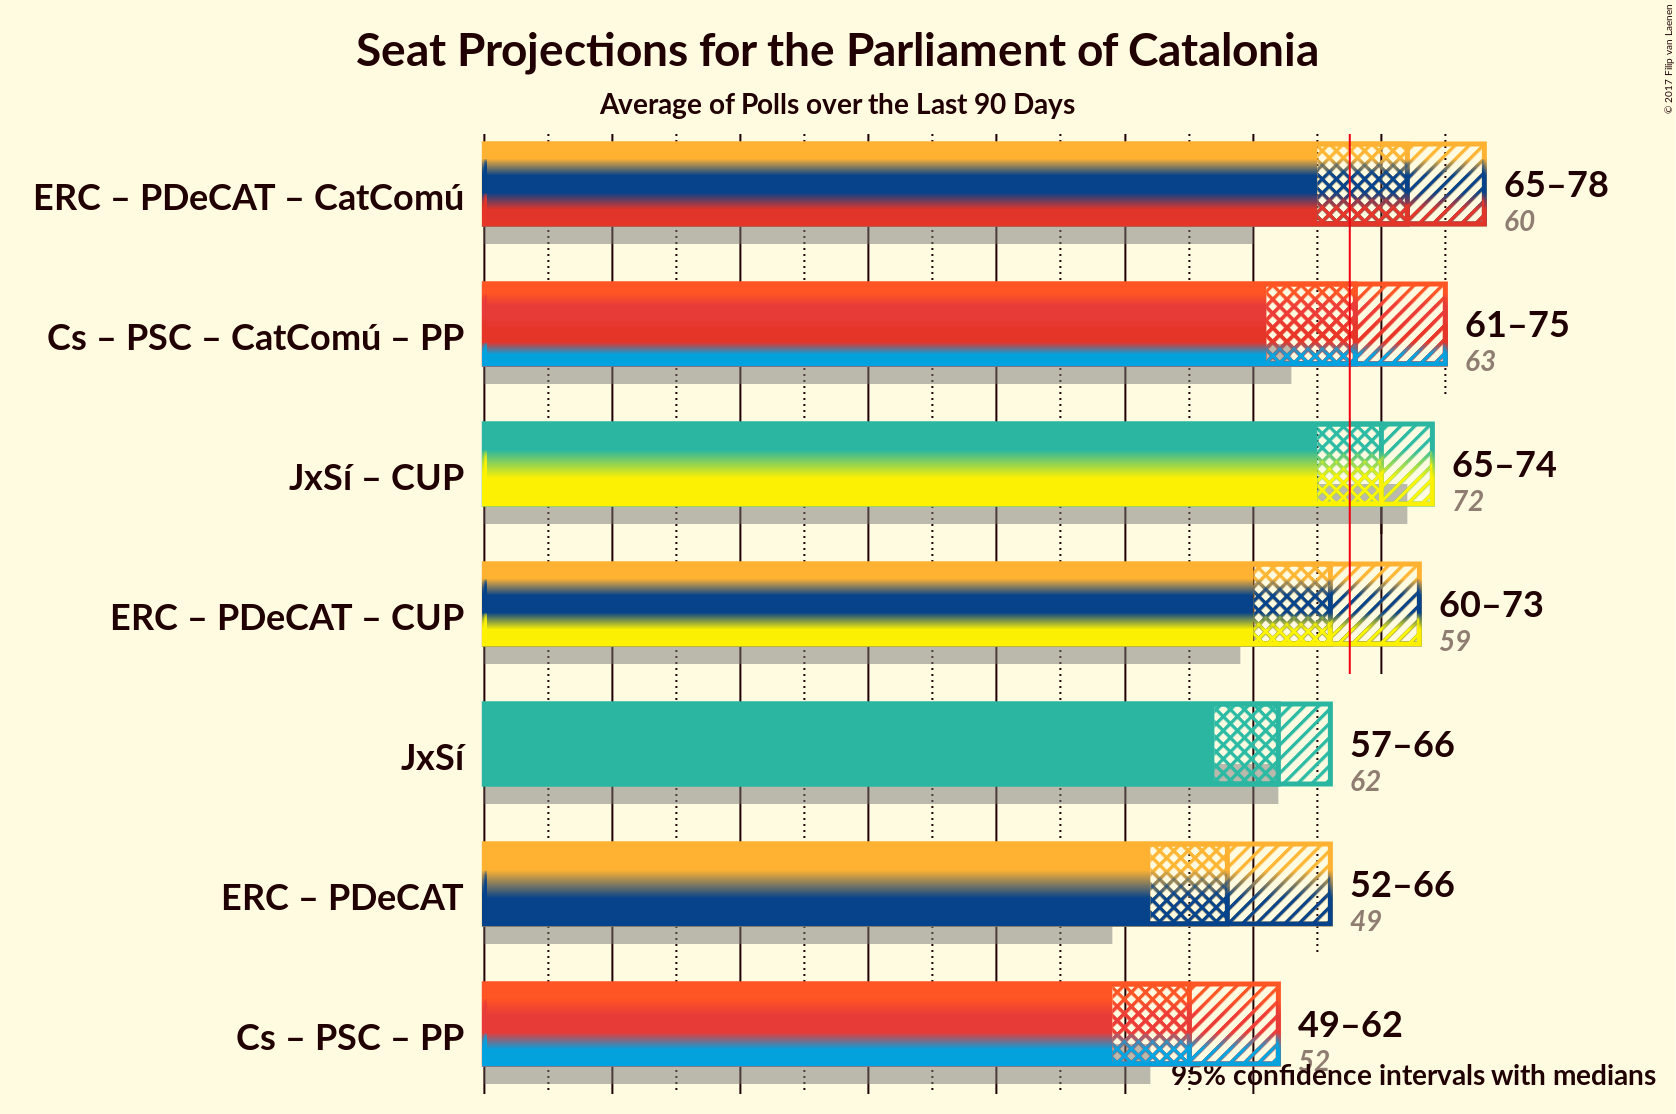 Seat Projections for the Parliament of Catalonia
Average of Polls over the Last 90 Days
© 2017 Filip van Laenen
ERC – PDeCAT – CatComú
65–78
60
Cs – PSC – CatComú – PP
61–75
63
JxSí – CUP
65–74
72
ERC – PDeCAT – CUP
60–73
59
JxSí
57–66
62
ERC – PDeCAT
52–66
49
Cs – PSC – PP
49–62
52
95% confidence intervals with medians